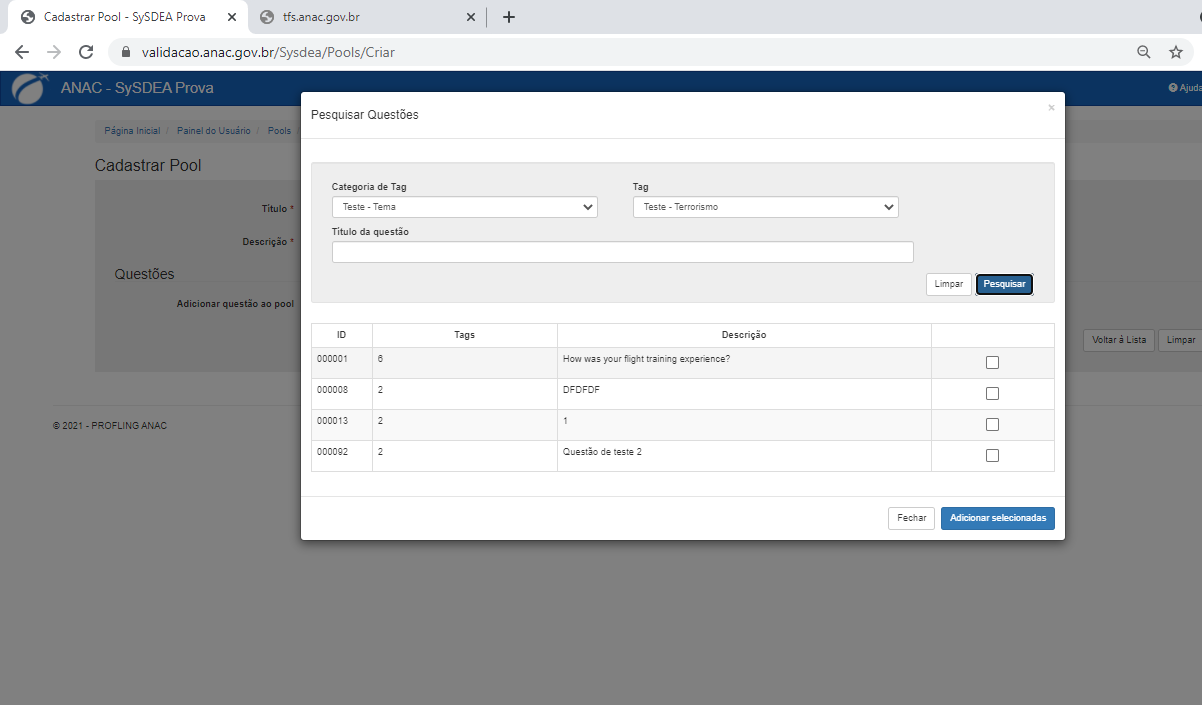 Cadastrar Pool - SySDEA Prova
tfs.anac.gov.br
validacao.anac.gov.br/Sysdea/Pools/Criar
ANAC - SySDEA Prova
Ajuda
Página Inicial / Painel do Usuário / Pools /
Cadastrar Pool
Título *
Descrição *
Questões
Adicionar questão ao pool
Voltar à Lista
Limpar
© 2021 - PROFLING ANAC
Pesquisar Questões
×
Categoria de Tag
Tag
Teste - Tema
Teste - Terrorismo
Título da questão
Limpar
Pesquisar
ID Tags Descrição
000001 6 How was your flight training experience?
000008 2 DFDFDF
000013 2 1
000092 2 Questão de teste 2
Fechar
Adicionar selecionadas